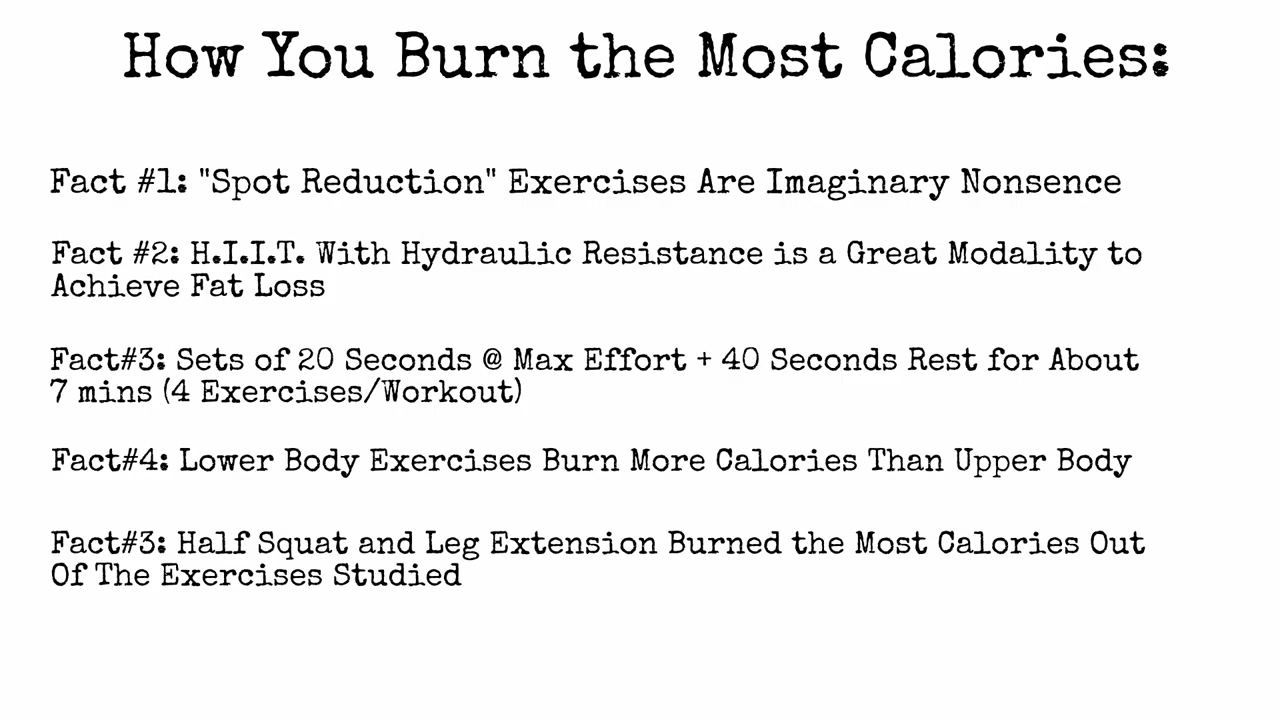 How You Burn the Most Calories:
Fact #1: "Spot Reduction" Exercises Are Imaginary Nonsence
Fact #2: H.I.I.T. With Hydraulic Resistance is a Great Modality to
Achieve Fat Loss
Fact#3: Sets of 20 Seconds @ Max Effort + 40 Seconds Rest for About
7 mins (4 Exercises/Workout)
Fact#4: Lower Body Exercises Burn More Calories Than Upper Body
Fact#3: Half Squat and Leg Extension Burned the Most Calories Out
Of The Exercises Studied